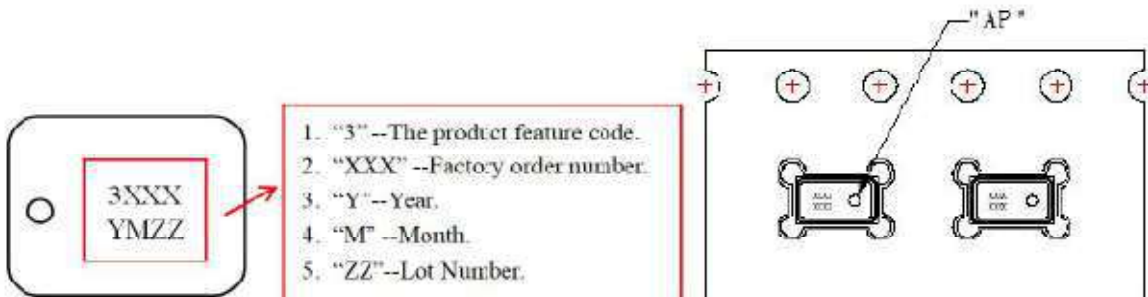 3XXX
YMZZ
1. “3”--The product feature code.
2. “XXX” --Factory order number.
3. “Y”--Year.
4. “M” --Month.
5. “ZZ”--Lot Number.
"AP"